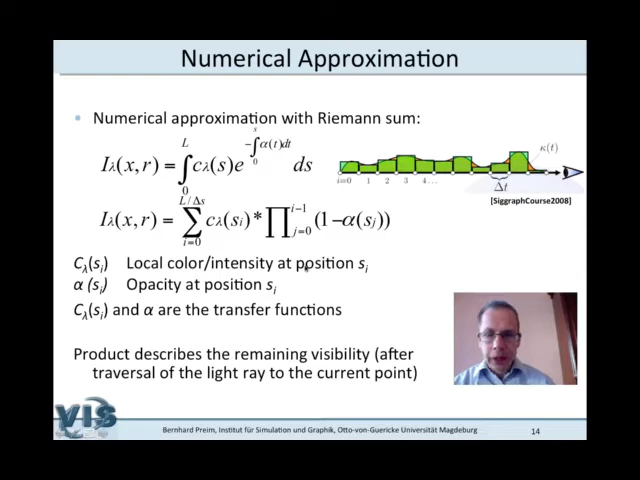 Numerical Approximation
• Numerical approximation with Riemann sum:
Iλ(x,r) = ∫₀ᴸ cλ(s)e^(−∫₀ˢ α(t)dt) ds
κ(t)
i=0 1 2 3 4...
Δt
[SiggraphCourse2008]
Iλ(x,r) = ∑_{i=0}^{L/Δs} cλ(si)* ∏_{j=0}^{i−1} (1−α(sj))
Cλ(si) Local color/intensity at position si
α (si) Opacity at position si
Cλ(si) and α are the transfer functions
Product describes the remaining visibility (after
traversal of the light ray to the current point)
VIS
Bernhard Preim, Institut für Simulation und Graphik, Otto-von-Guericke Universität Magdeburg
14